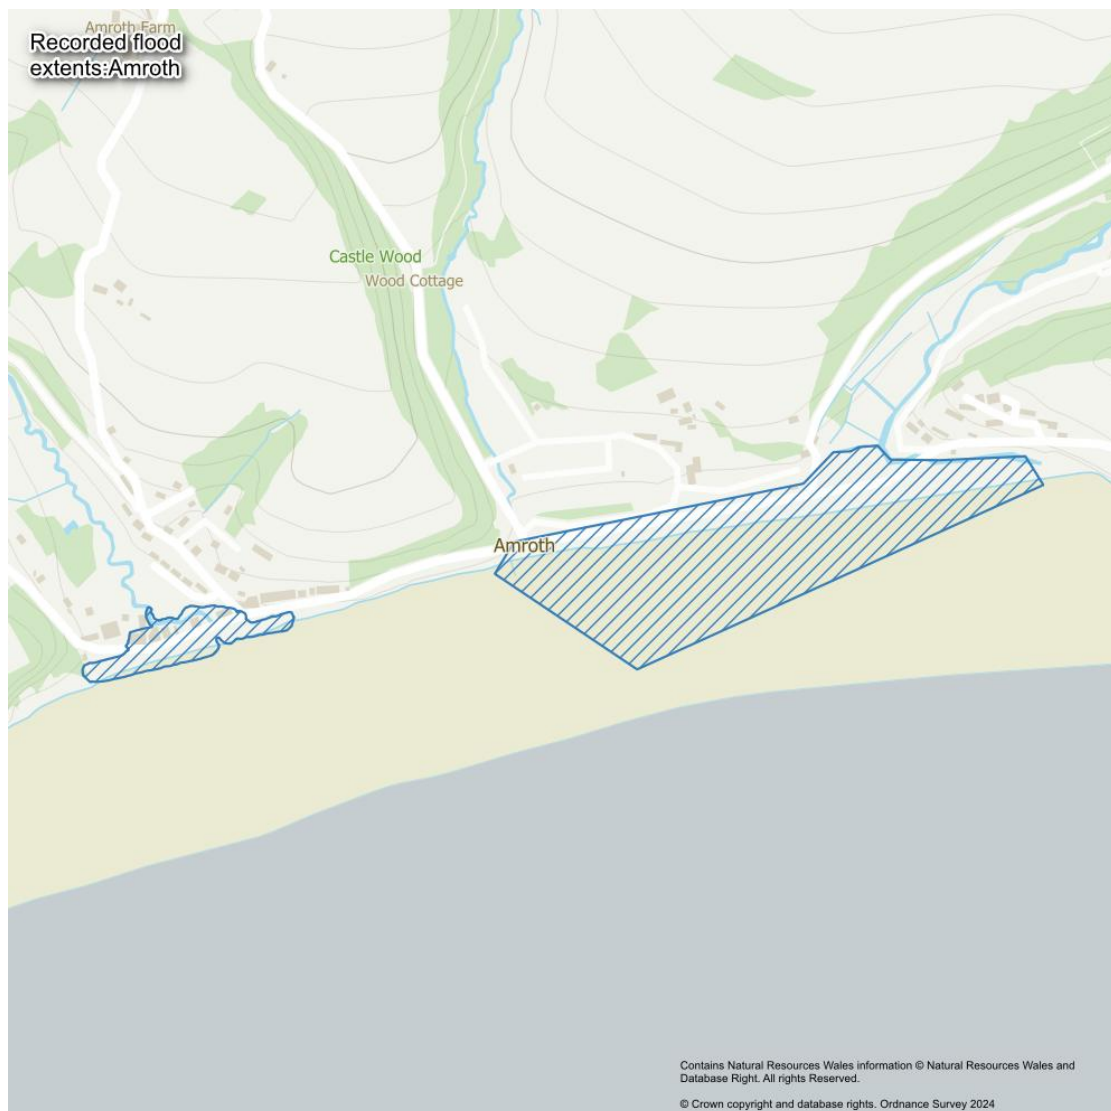 Amroth Farm
Recorded flood
extents:Amroth
Castle Wood
Wood Cottage
Amroth
Contains Natural Resources Wales information © Natural Resources Wales and
Database Right. All rights Reserved.
© Crown copyright and database rights. Ordnance Survey 2024